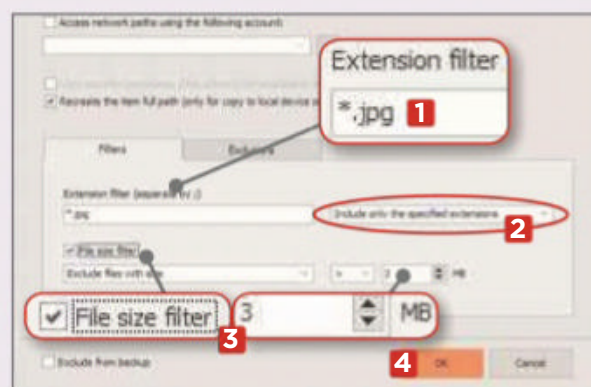 Access network paths using the following account:
Extension filter
*.jpg 1
Recreate the item full path (only for copy to local device
Filters
Exclusions
Extension filter (separate by ;)
*.jpg
Include only the specified extensions
2
File size filter
Exclude files with size
> 3 MB
File size filter 3
3 MB
Exclude from backup
4 OK
Cancel